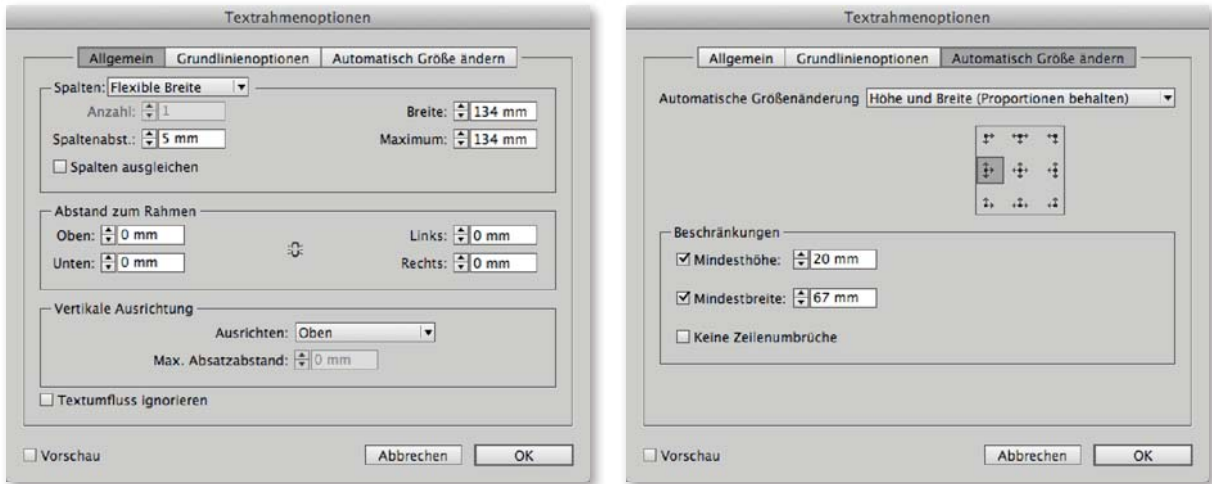 Textrahmenoptionen
Allgemein Grundlinienoptionen Automatisch Größe ändern
Spalten: Flexible Breite
Anzahl: 1 Breite: 134 mm
Spaltenabst.: 5 mm Maximum: 134 mm
Spalten ausgleichen
Abstand zum Rahmen
Oben: 0 mm Links: 0 mm
Unten: 0 mm Rechts: 0 mm
Vertikale Ausrichtung
Ausrichten: Oben
Max. Absatzabstand: 0 mm
Textumfluss ignorieren
Vorschau Abbrechen OK
Textrahmenoptionen
Allgemein Grundlinienoptionen Automatisch Größe ändern
Automatische Größenänderung Höhe und Breite (Proportionen behalten)
Beschränkungen
Mindesthöhe: 20 mm
Mindestbreite: 67 mm
Keine Zeilenumbrüche
Vorschau Abbrechen OK